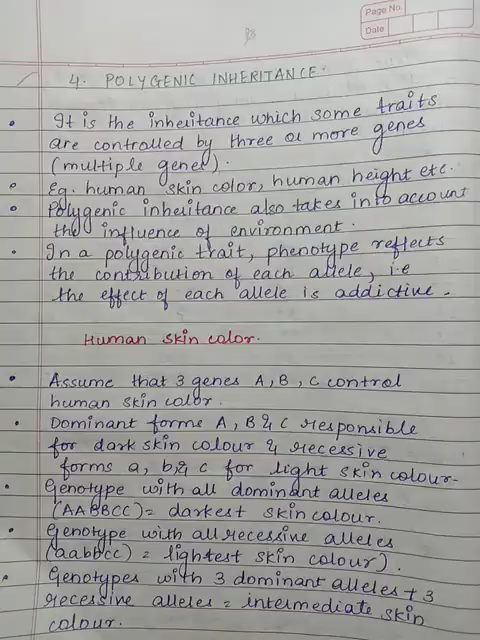 Page No.
Date
4. POLYGENIC INHERITANCE.
• It is the inheritance which some traits
are controlled by three or more genes
(multiple genes).
• Eg. human skin color, human height etc.
• Polygenic inheritance also takes into account
the influence of environment.
• In a polygenic trait, phenotype reflects
the contribution of each allele, i.e
the effect of each allele is addictive.
Human skin color.
• Assume that 3 genes A, B, C control
human skin color.
• Dominant forms A, B & C responsible
for dark skin colour & recessive
forms a, b, & c for light skin colour.
• Genotype with all dominant alleles
(AABBCC) = darkest skin colour.
• Genotype with all recessive alleles
(aabbcc) = lightest skin colour).
• Genotypes with 3 dominant alleles + 3
recessive alleles = intermediate skin
colour.